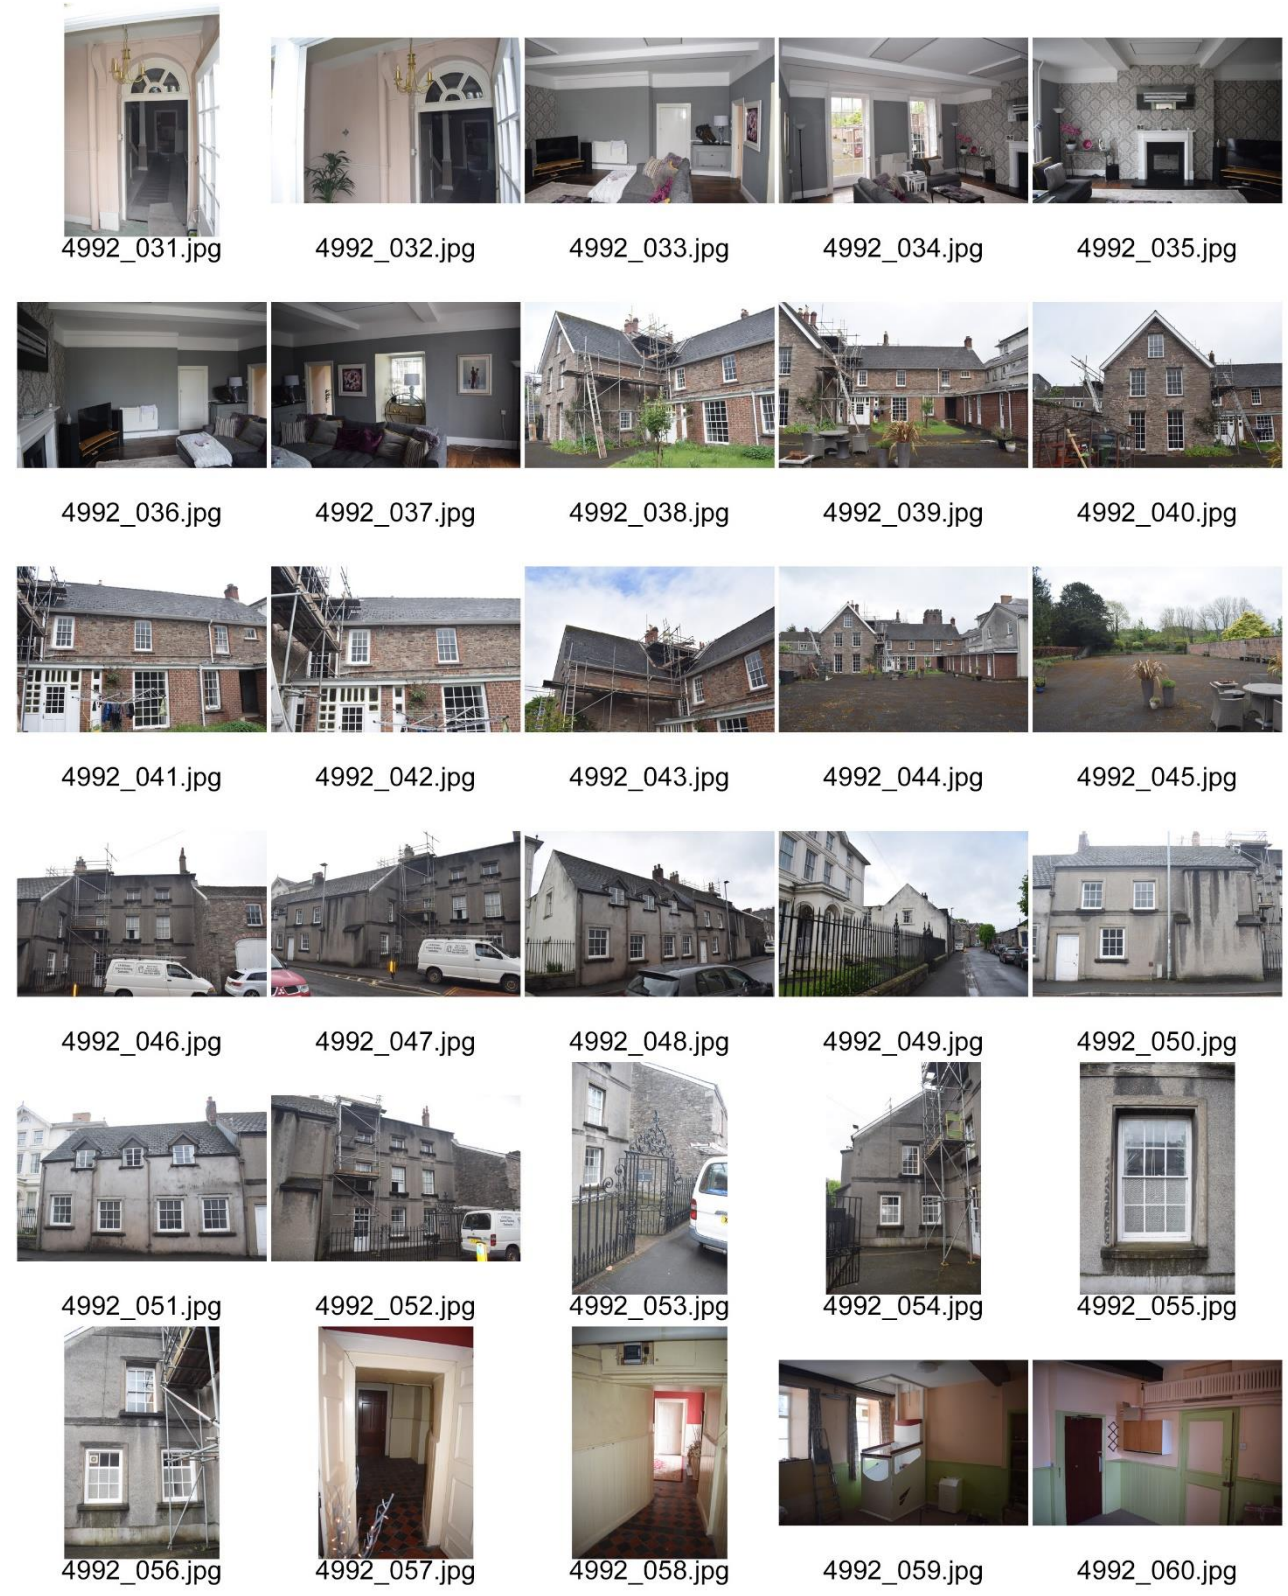 4992_031.jpg 4992_032.jpg 4992_033.jpg 4992_034.jpg 4992_035.jpg
4992_036.jpg 4992_037.jpg 4992_038.jpg 4992_039.jpg 4992_040.jpg
4992_041.jpg 4992_042.jpg 4992_043.jpg 4992_044.jpg 4992_045.jpg
4992_046.jpg 4992_047.jpg 4992_048.jpg 4992_049.jpg 4992_050.jpg
4992_051.jpg 4992_052.jpg 4992_053.jpg 4992_054.jpg 4992_055.jpg
4992_056.jpg 4992_057.jpg 4992_058.jpg 4992_059.jpg 4992_060.jpg